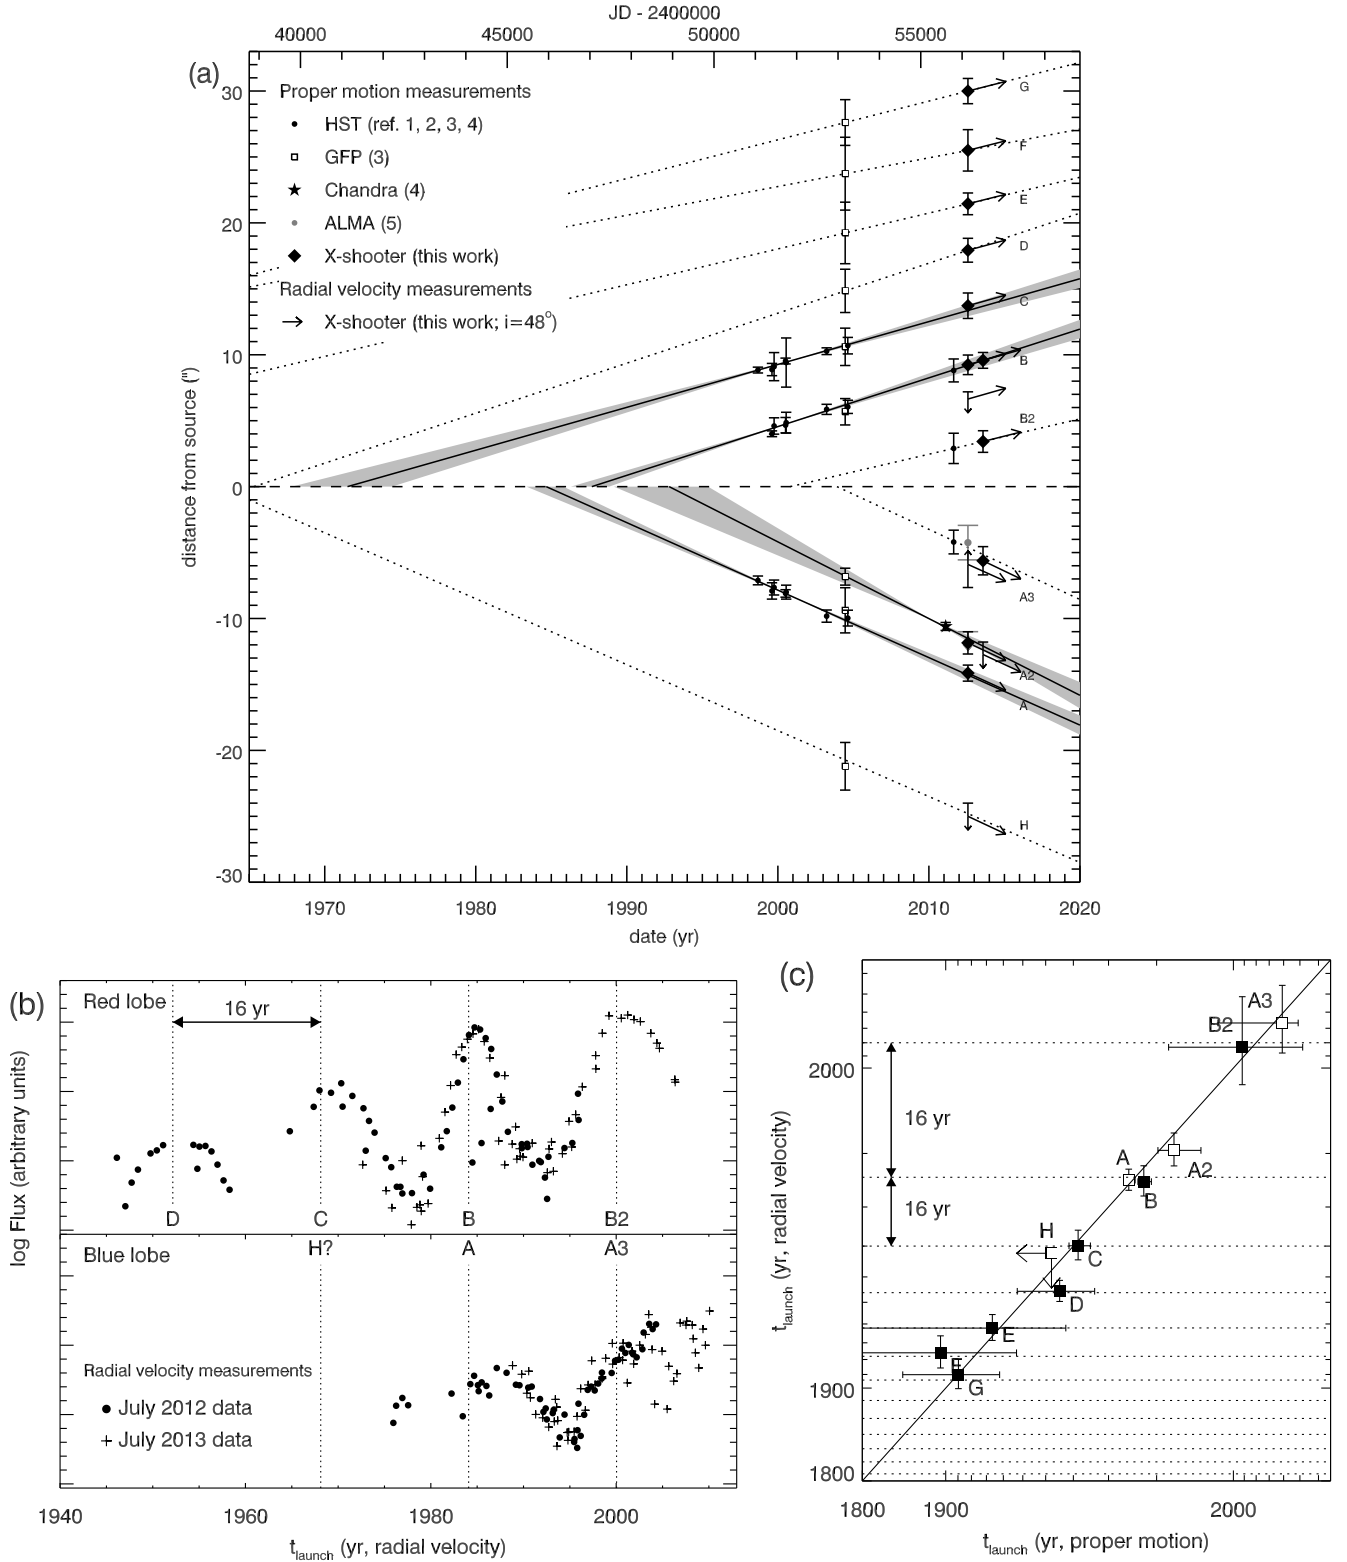 JD - 2400000
40000 45000 50000 55000
(a)
Proper motion measurements
HST (ref. 1, 2, 3, 4)
GFP (3)
Chandra (4)
ALMA (5)
X-shooter (this work)
Radial velocity measurements
X-shooter (this work; i=48°)
G
F
E
D
C
B
B2
A3
A2
A
H
30
20
10
0
-10
-20
-30
distance from source (")
1970 1980 1990 2000 2010 2020
date (yr)
(b)
Red lobe
16 yr
D C B B2
Blue lobe
H? A A3
Radial velocity measurements
July 2012 data
July 2013 data
log Flux (arbitrary units)
1940 1960 1980 2000
t_launch (yr, radial velocity)
(c)
A3
B2
16 yr
A
A2
B
16 yr
H
C
D
E
F
G
2000
1900
1800
t_launch (yr, radial velocity)
1800 1900 2000
t_launch (yr, proper motion)